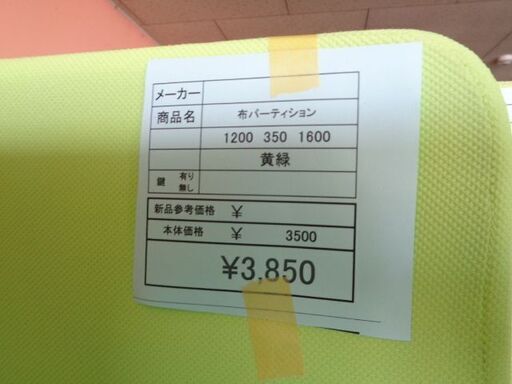 メーカー
商品名 布パーティション
1200 350 1600
黄緑
鍵 有り 無し
新品参考価格 ¥
本体価格 ¥ 3500
¥3,850